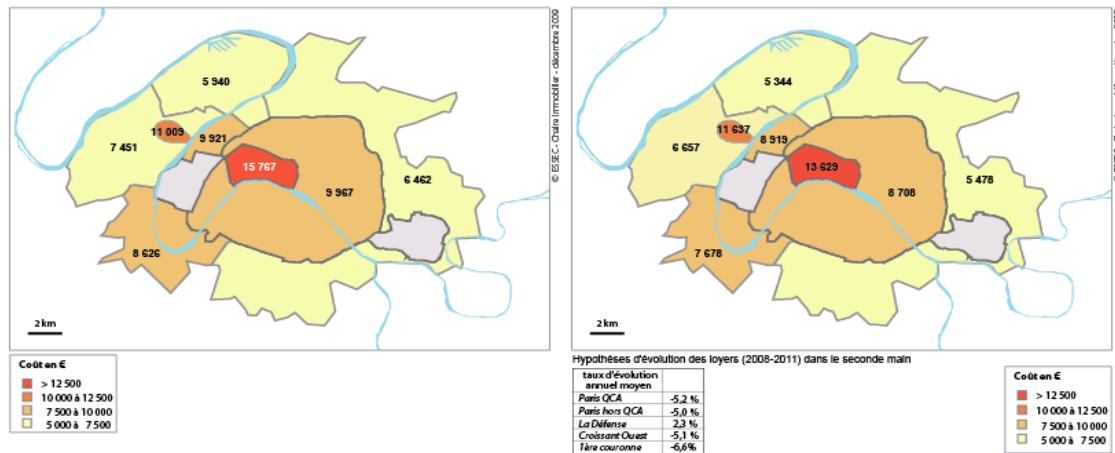 5 940
11 009
9 921
7 451
15 767
6 462
9 967
8 626
2 km
© ESSEC - Chaire Immobilier - décembre 2009
Coût en €
> 12 500
10 000 à 12 500
7 500 à 10 000
5 000 à 7 500
5 344
11 637
8 919
6 657
13 629
5 478
8 708
7 678
2 km
Hypothèses d'évolution des loyers (2008-2011) dans le seconde main
taux d'évolution
annuel moyen
Paris QCA -5,2 %
Paris hors QCA -5,0 %
La Défense 2,3 %
Croissant Ouest -5,1 %
1ère couronne -6,6%
Coût en €
> 12 500
10 000 à 12 500
7 500 à 10 000
5 000 à 7 500